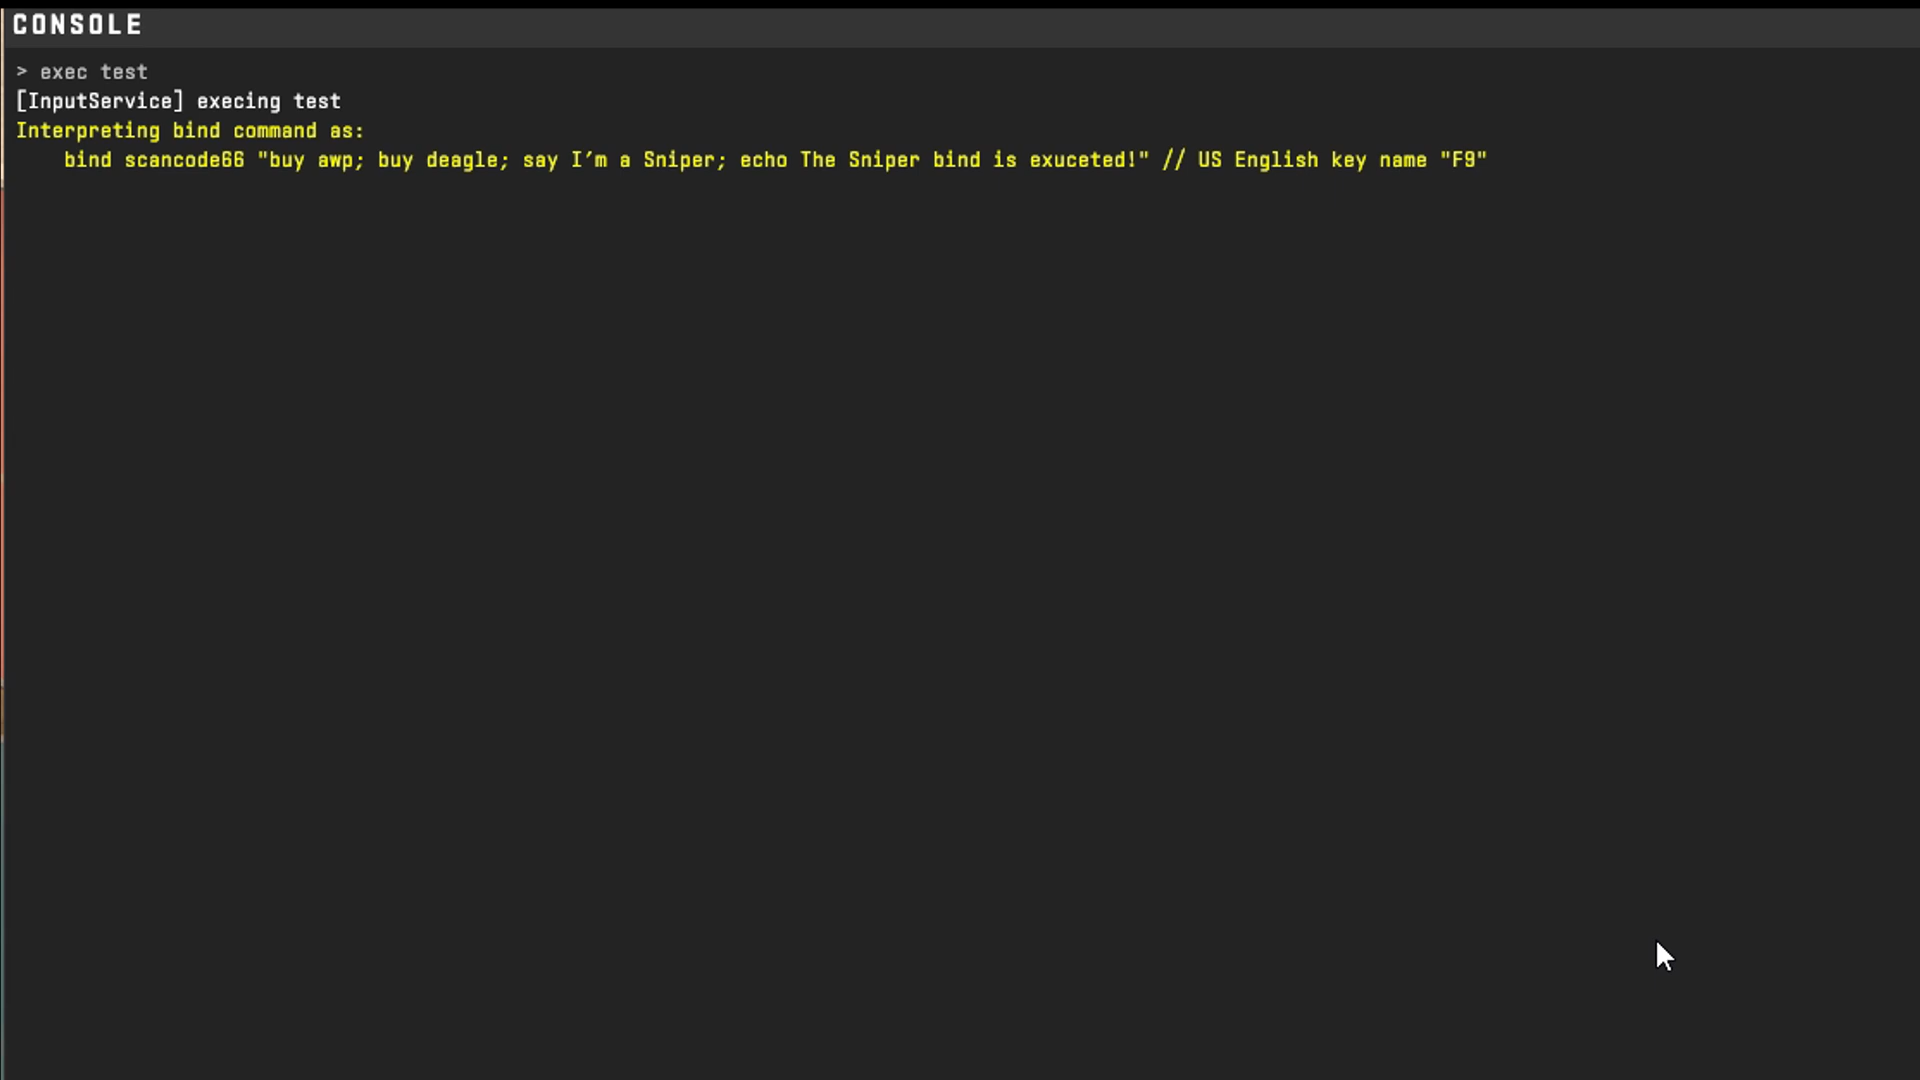 CONSOLE
> exec test
[InputService] execing test
Interpreting bind command as:
bind scancode66 "buy awp; buy deagle; say I'm a Sniper; echo The Sniper bind is exuceted!" // US English key name "F9"